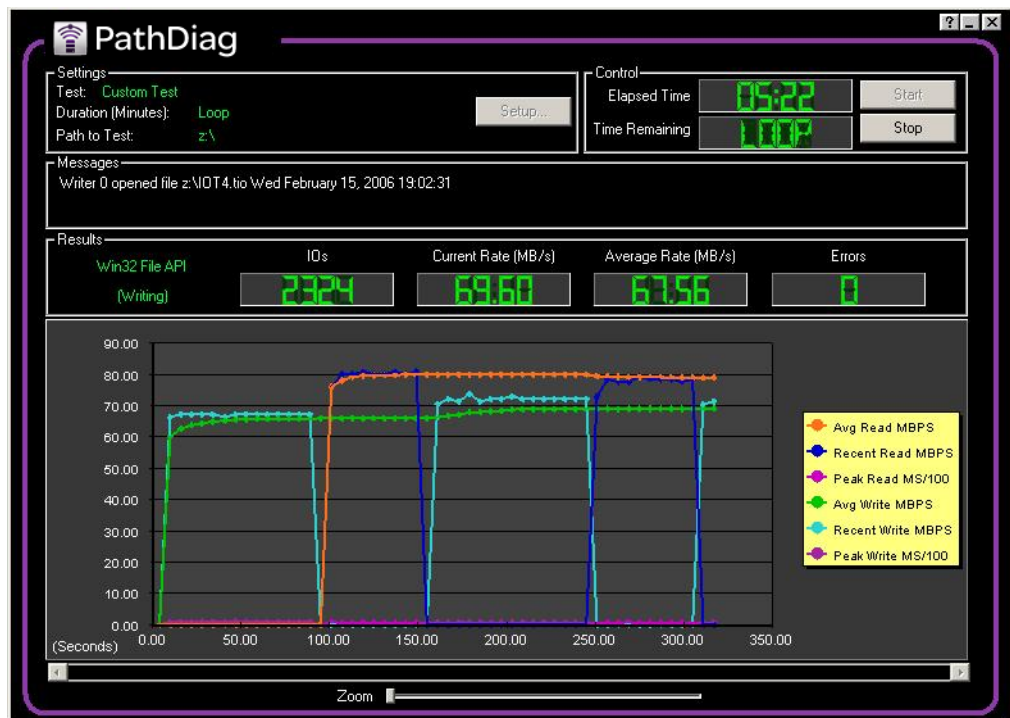 PathDiag
Settings
Test: Custom Test
Duration (Minutes): Loop
Path to Test: z:\
Setup...
Control
Elapsed Time 05:22 Start
Time Remaining LOOP Stop
Messages
Writer 0 opened file z:\IOT4.tio Wed February 15, 2006 19:02:31
Results
Win32 File API
(Writing)
IOs Current Rate (MB/s) Average Rate (MB/s) Errors
2324 69.60 67.56 0
90.00
80.00
70.00
60.00
50.00
40.00
30.00
20.00
10.00
0.00
(Seconds)
0.00 50.00 100.00 150.00 200.00 250.00 300.00 350.00
Avg Read MBPS
Recent Read MBPS
Peak Read MS/100
Avg Write MBPS
Recent Write MBPS
Peak Write MS/100
Zoom